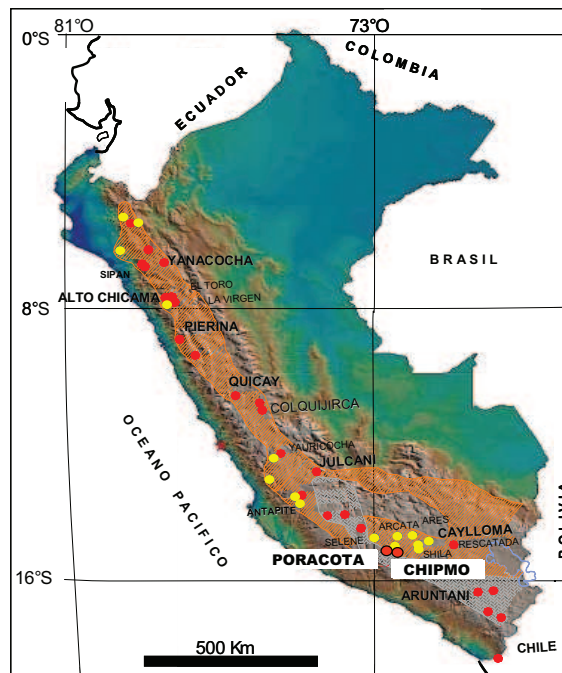 81°O
73°O
0°S
COLOMBIA
ECUADOR
BRASIL
YANACOCHA
SIPAN
EL TORO
ALTO CHICAMA
LA VIRGEN
8°S
PIERINA
QUICAY
COLQUIJIRCA
OCEANO PACIFICO
YAURICOCHA
JULCANI
ANTAPITE
ARCATA ARES
CAYLLOMA
SELENE
RESCATADA
SHILA
BOLIVIA
PORACOTA
CHIPMO
16°S
ARUNTANI
500 Km
CHILE